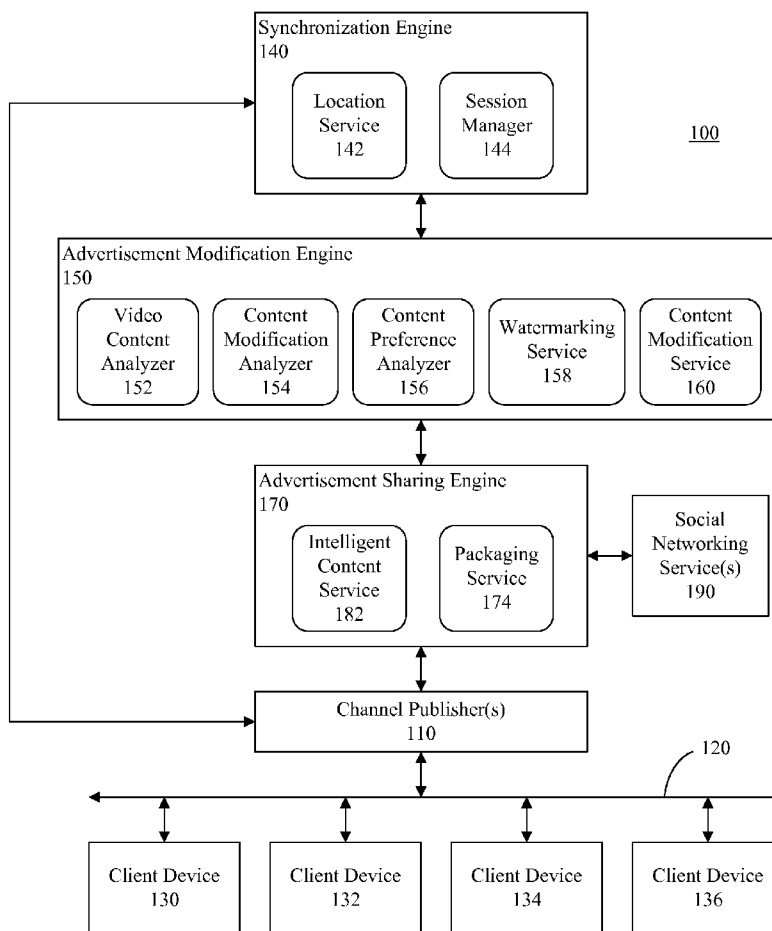 Synchronization Engine
140
Location
Service
142
Session
Manager
144
100
Advertisement Modification Engine
150
Video
Content
Analyzer
152
Content
Modification
Analyzer
154
Content
Preference
Analyzer
156
Watermarking
Service
158
Content
Modification
Service
160
Advertisement Sharing Engine
170
Intelligent
Content
Service
182
Packaging
Service
174
Social
Networking
Service(s)
190
Channel Publisher(s)
110
120
Client Device
130
Client Device
132
Client Device
134
Client Device
136